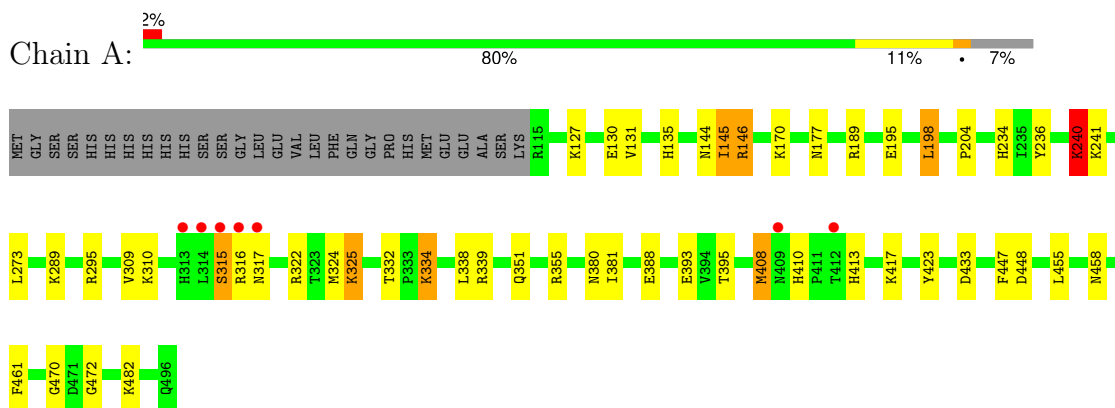 2%
Chain A:
80% 11% • 7%
MET GLY SER SER HIS HIS HIS HIS HIS HIS SER SER GLY LEU GLU VAL LEU PHE GLN GLY PRO HIS MET GLU GLU ALA SER LYS R115 K127 E130 V131 H135 N144 I145 R146 K170 N177 R189 E195 L198 P204 H234 I235 Y236 K240 K241
L273 K289 R295 V309 K310 H313 L314 S315 R316 N317 R322 T323 M324 K325 T332 P333 K334 L338 R339 Q351 R355 N380 I381 E388 E393 V394 T395 M408 N409 H410 P411 T412 H413 K417 Y423 D433 F447 D448 L455 N458
F461 G470 D471 G472 K482 Q496